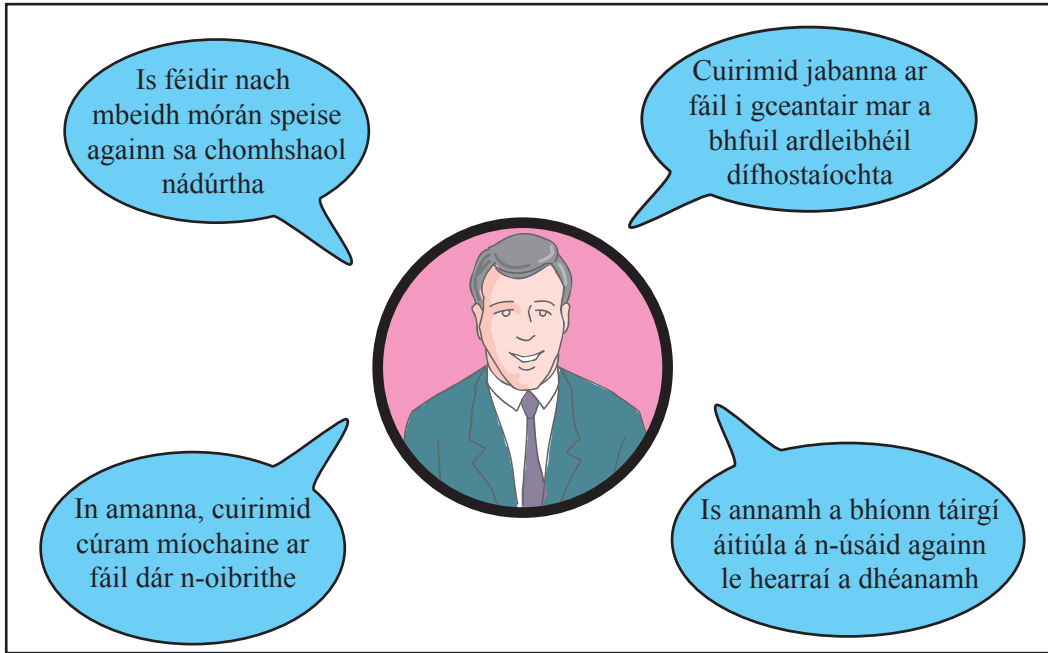 Is féidir nach
mbeidh mórán speise
againn sa chomhshaol
nádúrtha
Cuirimid jabanna ar
fáil i gceantair mar a
bhfuil ardleibhéil
dífhostaíochta
In amanna, cuirimid
cúram míochaine ar
fáil dár n-oibrithe
Is annamh a bhíonn táirgí
áitiúla á n-úsáid againn
le hearraí a dhéanamh